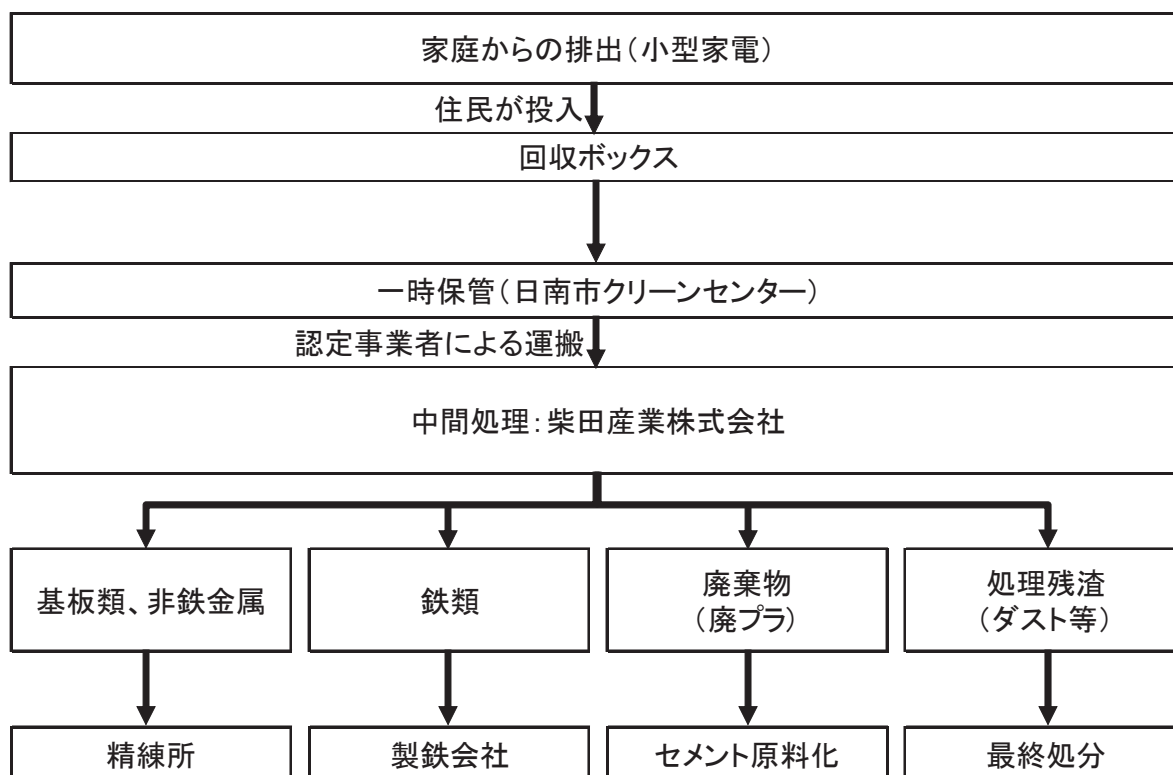 家庭からの排出（小型家電）
住民が投入
回収ボックス
一時保管（日南市クリーンセンター）
認定事業者による運搬
中間処理：柴田産業株式会社
基板類、非鉄金属
鉄類
廃棄物
（廃プラ）
処理残渣
（ダスト等）
精練所
製鉄会社
セメント原料化
最終処分